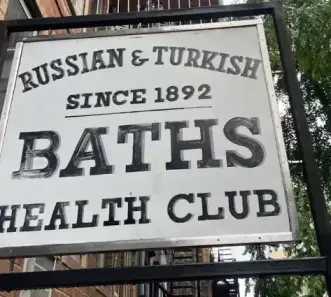 RUSSIAN & TURKISH
SINCE 1892
BATHS
HEALTH CLUB